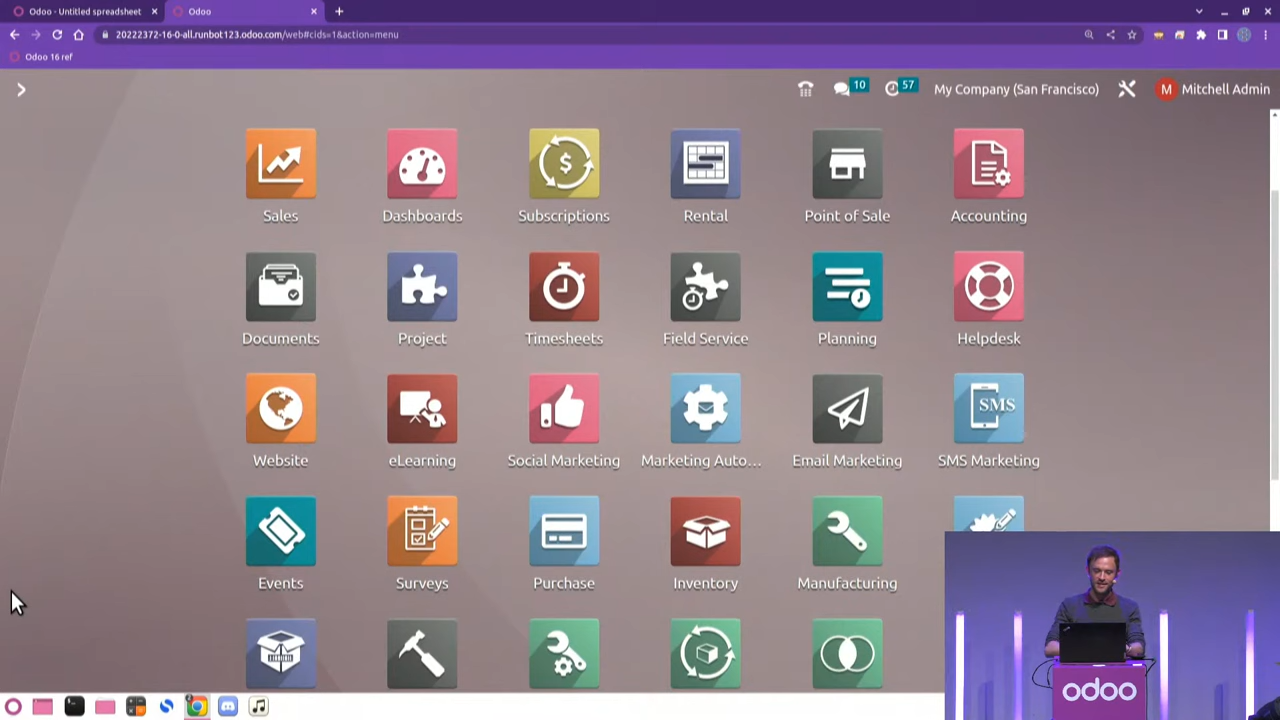 Odoo - Untitled spreadsheet
Odoo
20222372-16-0-all.runbot123.odoo.com/web#cids=1&action=menu
Odoo 16 ref
10
57
My Company (San Francisco)
M
Mitchell Admin
$
Sales
Dashboards
Subscriptions
Rental
Point of Sale
Accounting
Documents
Project
Timesheets
Field Service
Planning
Helpdesk
SMS
Website
eLearning
Social Marketing
Marketing Auto...
Email Marketing
SMS Marketing
Events
Surveys
Purchase
Inventory
Manufacturing
odoo
2